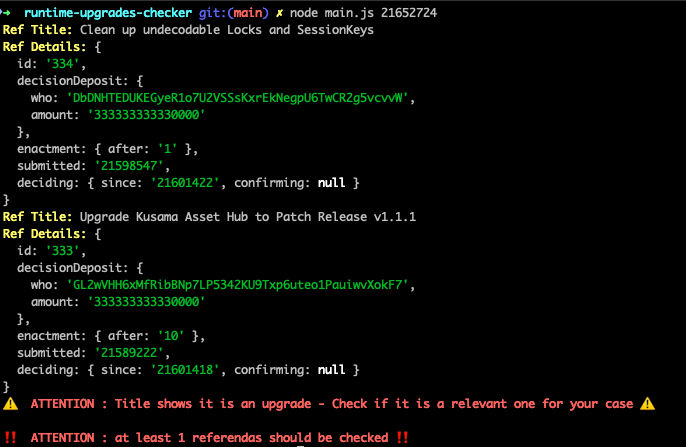 ➜ runtime-upgrades-checker git:(main) ✗ node main.js 21652724
Ref Title: Clean up undecodable Locks and SessionKeys
Ref Details: {
  id: '334',
  decisionDeposit: {
    who: 'DbDNHTEDUKEGyeR1o7U2VSSsKxrEkNegpU6TwCR2g5vcvvW',
    amount: '333333333330000'
  },
  enactment: { after: '1' },
  submitted: '21598547',
  deciding: { since: '21601422', confirming: null }
}
Ref Title: Upgrade Kusama Asset Hub to Patch Release v1.1.1
Ref Details: {
  id: '333',
  decisionDeposit: {
    who: 'GL2wVHH6xMfRibBNp7LP5342KU9Txp6uteo1PauiwvXokF7',
    amount: '333333333330000'
  },
  enactment: { after: '10' },
  submitted: '21589222',
  deciding: { since: '21601418', confirming: null }
}
⚠️ ATTENTION : Title shows it is an upgrade - Check if it is a relevant one for your case ⚠️
‼️ ATTENTION : at least 1 referendas should be checked ‼️